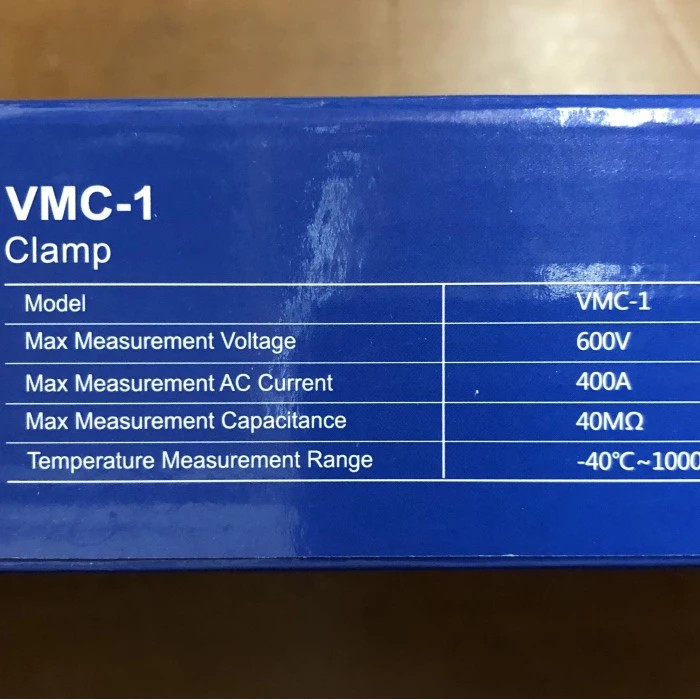 VMC-1
Clamp
Model VMC-1
Max Measurement Voltage 600V
Max Measurement AC Current 400A
Max Measurement Capacitance 40MΩ
Temperature Measurement Range -40℃~1000